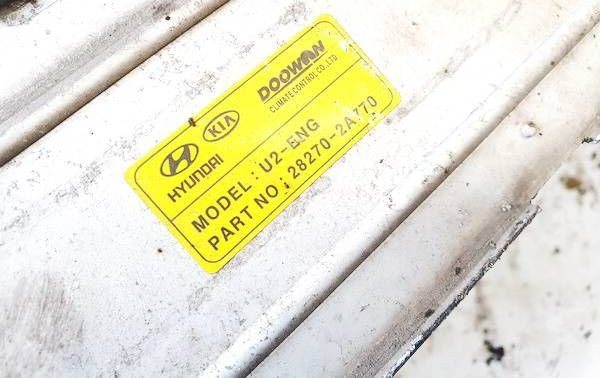 HYUNDAI KIA DOOWON
CLIMATE CONTROL CO., LTD
MODEL : U2-ENG
PART NO : 28270-2A770